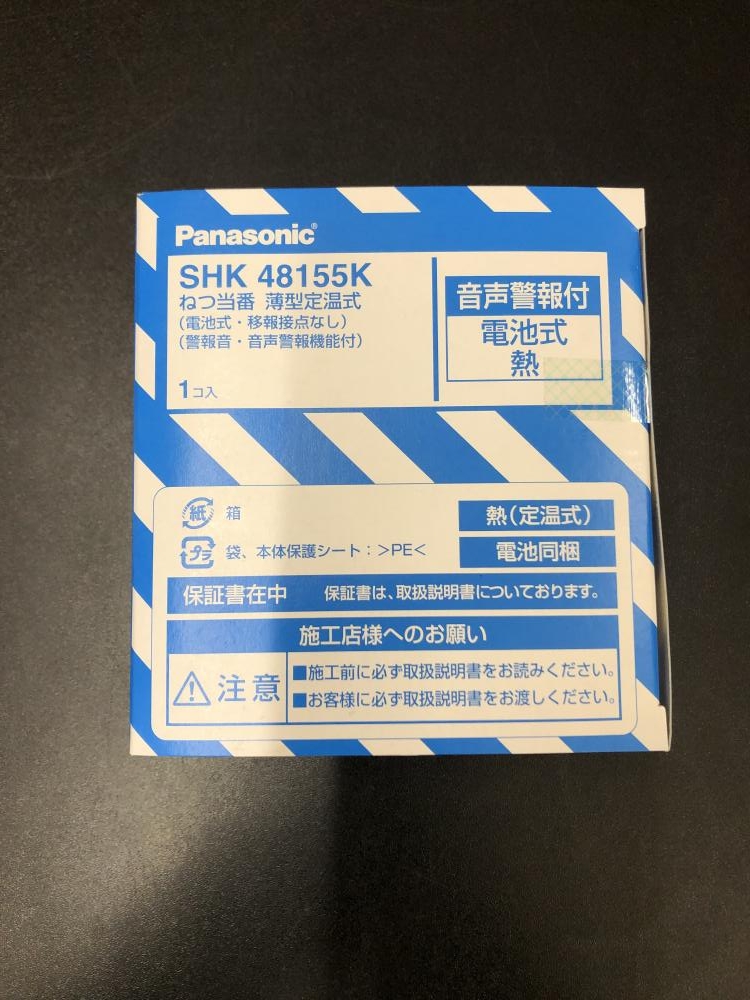 Panasonic®
SHK 48155K
ねつ当番 薄型定温式
(電池式・移報接点なし)
(警報音・音声警報機能付)
1コ入
音声警報付
電池式
熱
紙 箱
プラ 袋、本体保護シート：>PE<
熱(定温式)
電池同梱
保証書在中 保証書は、取扱説明書についております。
施工店様へのお願い
注意
■施工前に必ず取扱説明書をお読みください。
■お客様に必ず取扱説明書をお渡しください。